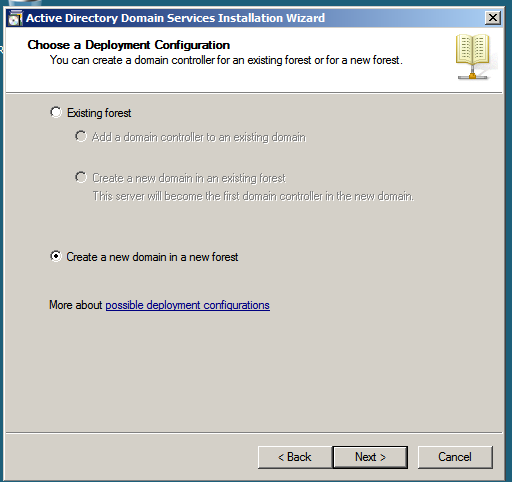 Active Directory Domain Services Installation Wizard
Choose a Deployment Configuration
You can create a domain controller for an existing forest or for a new forest.
Existing forest
Add a domain controller to an existing domain
Create a new domain in an existing forest
This server will become the first domain controller in the new domain.
Create a new domain in a new forest
More about possible deployment configurations
< Back
Next >
Cancel